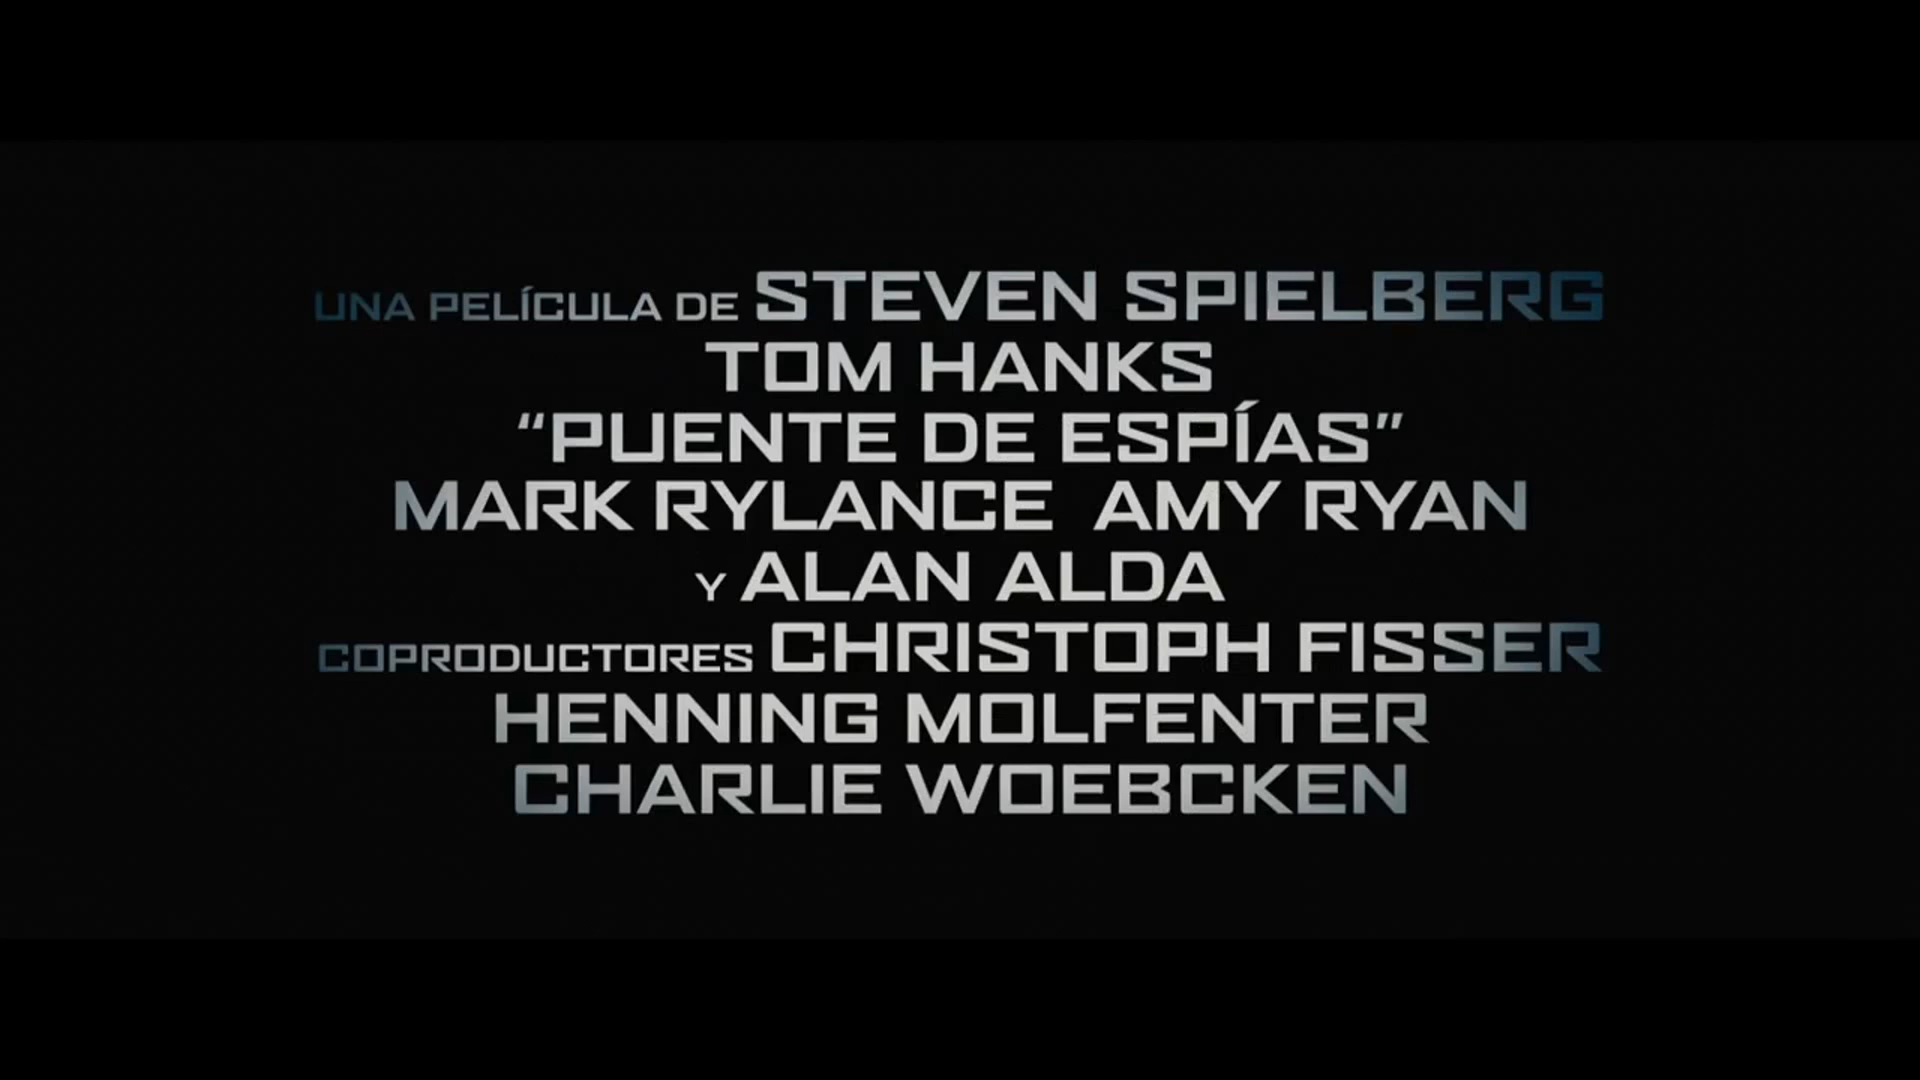 UNA PELÍCULA DE STEVEN SPIELBERG
TOM HANKS
“PUENTE DE ESPÍAS”
MARK RYLANCE AMY RYAN
Y ALAN ALDA
COPRODUCTORES CHRISTOPH FISSER
HENNING MOLFENTER
CHARLIE WOEBCKEN